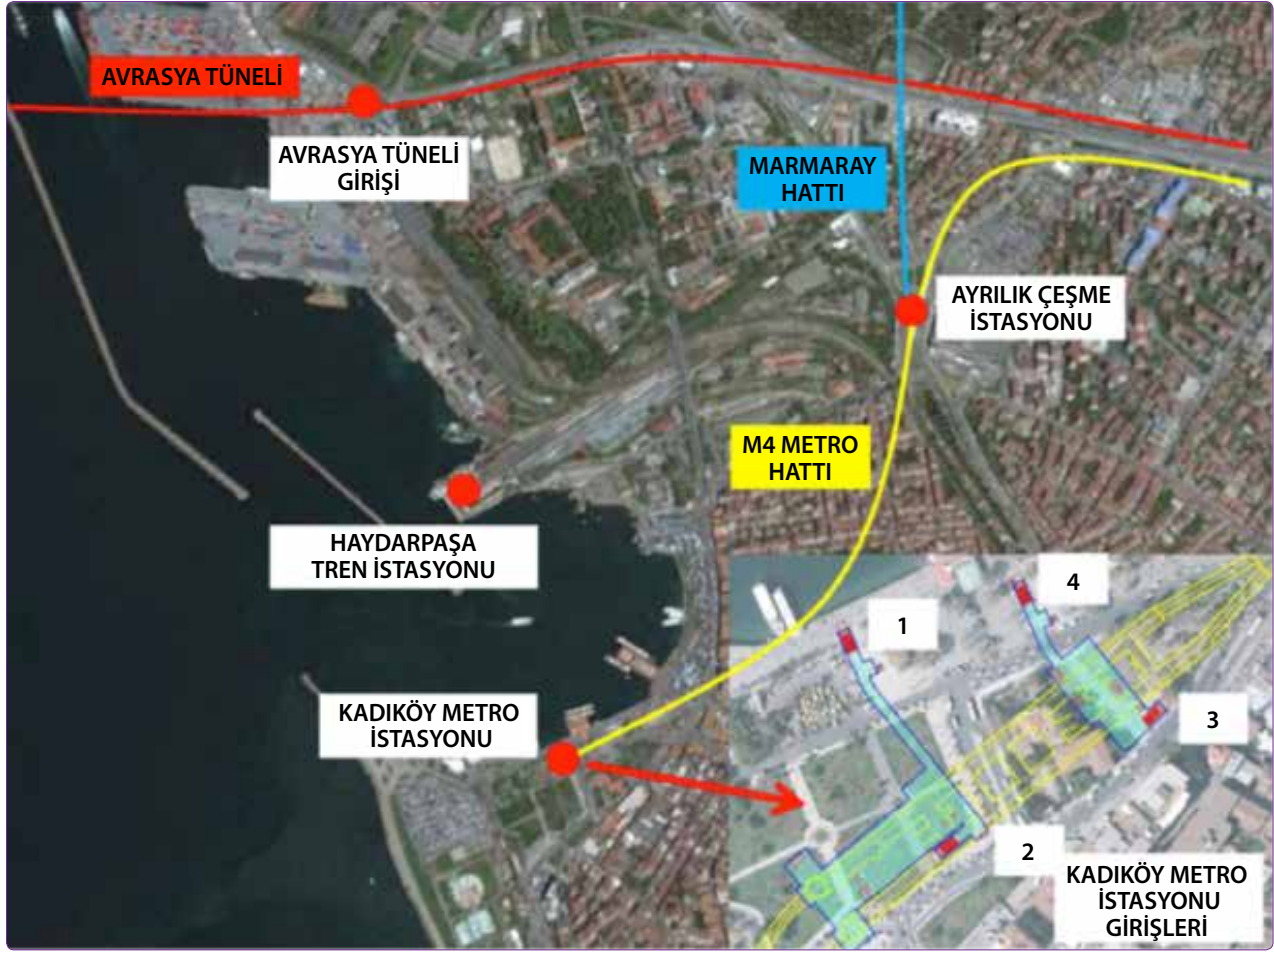 AVRASYA TÜNELİ
AVRASYA TÜNELİ
GİRİŞİ
MARMARAY
HATTI
AYRILIK ÇEŞME
İSTASYONU
M4 METRO
HATTI
HAYDARPAŞA
TREN İSTASYONU
4
1
KADIKÖY METRO
İSTASYONU
3
2
KADIKÖY METRO
İSTASYONU
GİRİŞLERİ